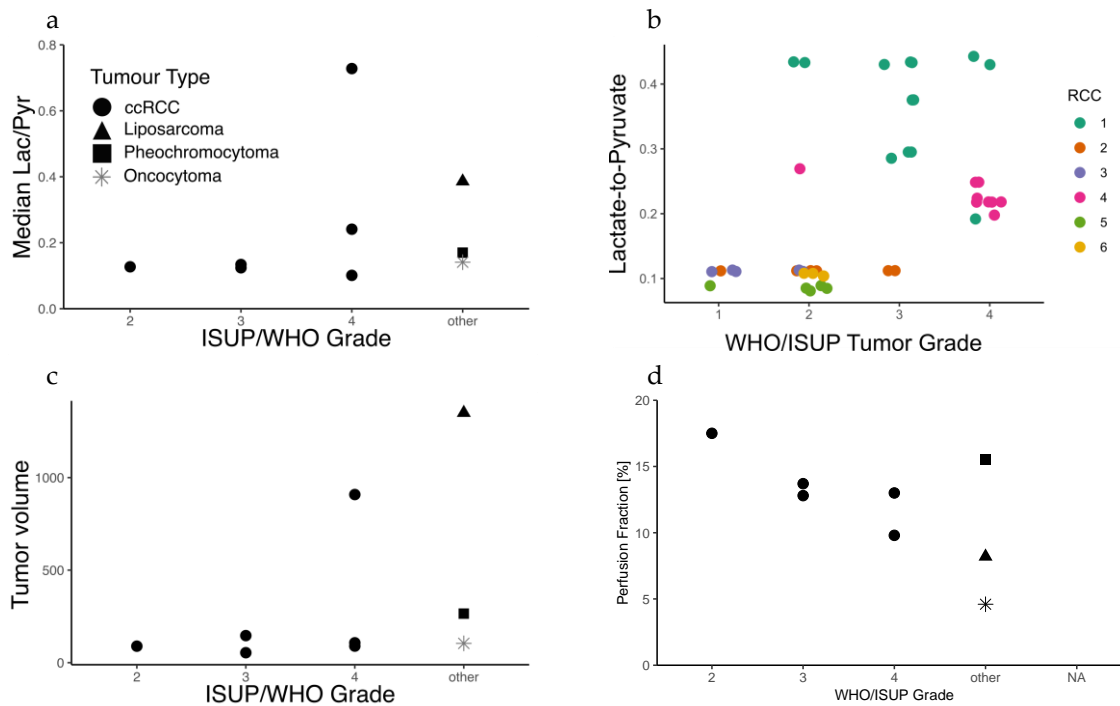 a
0.8
0.6
0.4
0.2
0.0
Median Lac/Pyr
Tumour Type
ccRCC
Liposarcoma
Pheochromocytoma
Oncocytoma
2
3
4
other
ISUP/WHO Grade
b
0.4
0.3
0.2
0.1
Lactate-to-Pyruvate
1
2
3
4
WHO/ISUP Tumor Grade
RCC
1
2
3
4
5
6
c
1000
500
0
Tumor volume
2
3
4
other
ISUP/WHO Grade
d
20
15
10
5
0
Perfusion Fraction [%]
2
3
4
other
NA
WHO/ISUP Grade